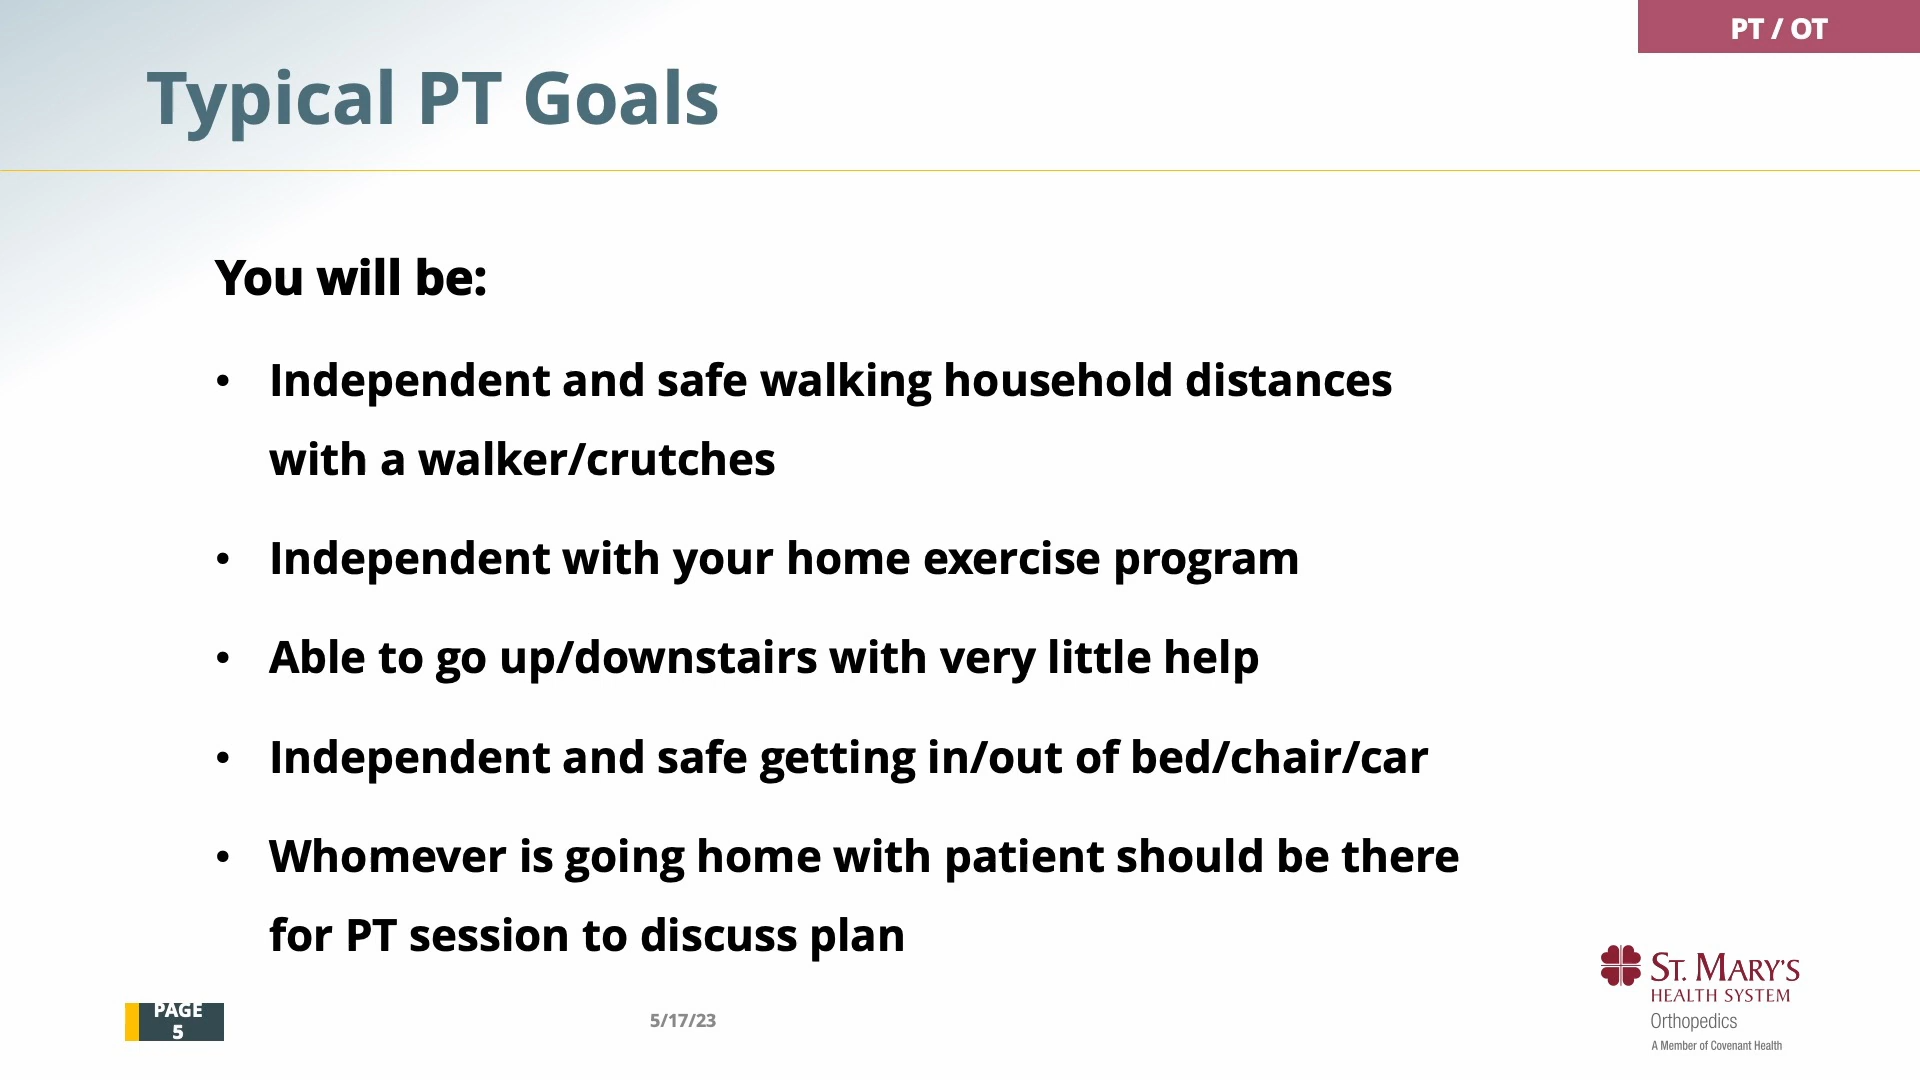 PT / OT
Typical PT Goals
You will be:
• Independent and safe walking household distances
with a walker/crutches
• Independent with your home exercise program
• Able to go up/downstairs with very little help
• Independent and safe getting in/out of bed/chair/car
• Whomever is going home with patient should be there
for PT session to discuss plan
PAGE
5
5/17/23
ST. MARY'S
HEALTH SYSTEM
Orthopedics
A Member of Covenant Health